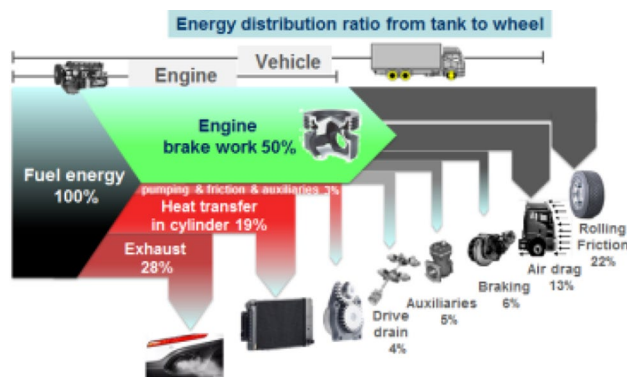 Energy distribution ratio from tank to wheel
Vehicle
Engine
Engine
brake work 50%
Fuel energy
100%
pumping & friction & auxiliaries 3%
Heat transfer
in cylinder 19%
Exhaust
28%
Rolling
Friction
22%
Air drag
13%
Braking
6%
Auxiliaries
5%
Drive
drain
4%